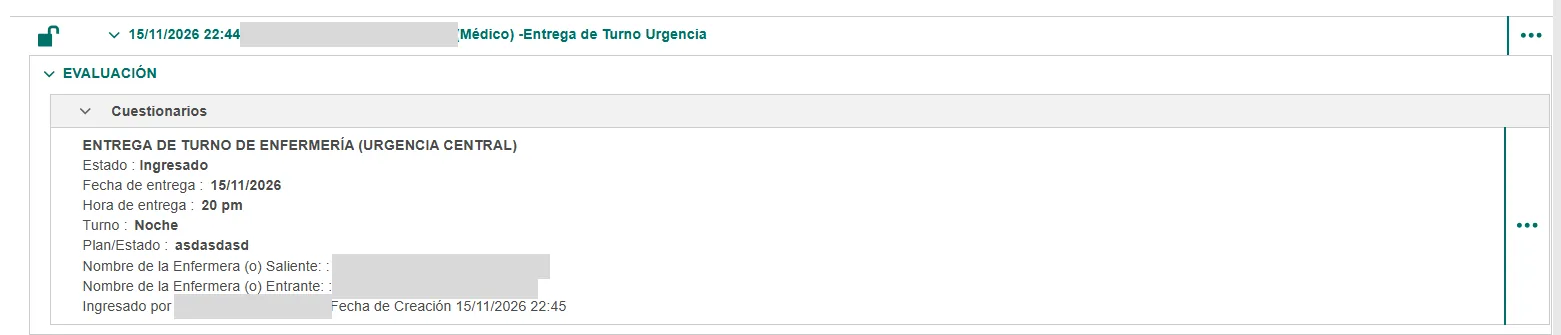 15/11/2026 22:44 (Médico) -Entrega de Turno Urgencia
EVALUACIÓN
Cuestionarios
ENTREGA DE TURNO DE ENFERMERÍA (URGENCIA CENTRAL)
Estado : Ingresado
Fecha de entrega : 15/11/2026
Hora de entrega : 20 pm
Turno : Noche
Plan/Estado : asdasdasd
Nombre de la Enfermera (o) Saliente: :
Nombre de la Enfermera (o) Entrante: :
Ingresado por Fecha de Creación 15/11/2026 22:45